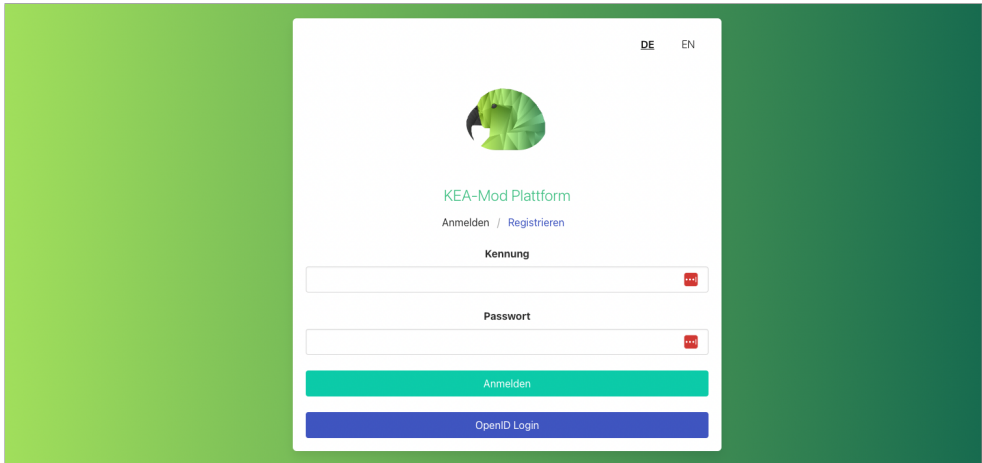 DE EN
KEA-Mod Plattform
Anmelden / Registrieren
Kennung
Passwort
Anmelden
OpenID Login